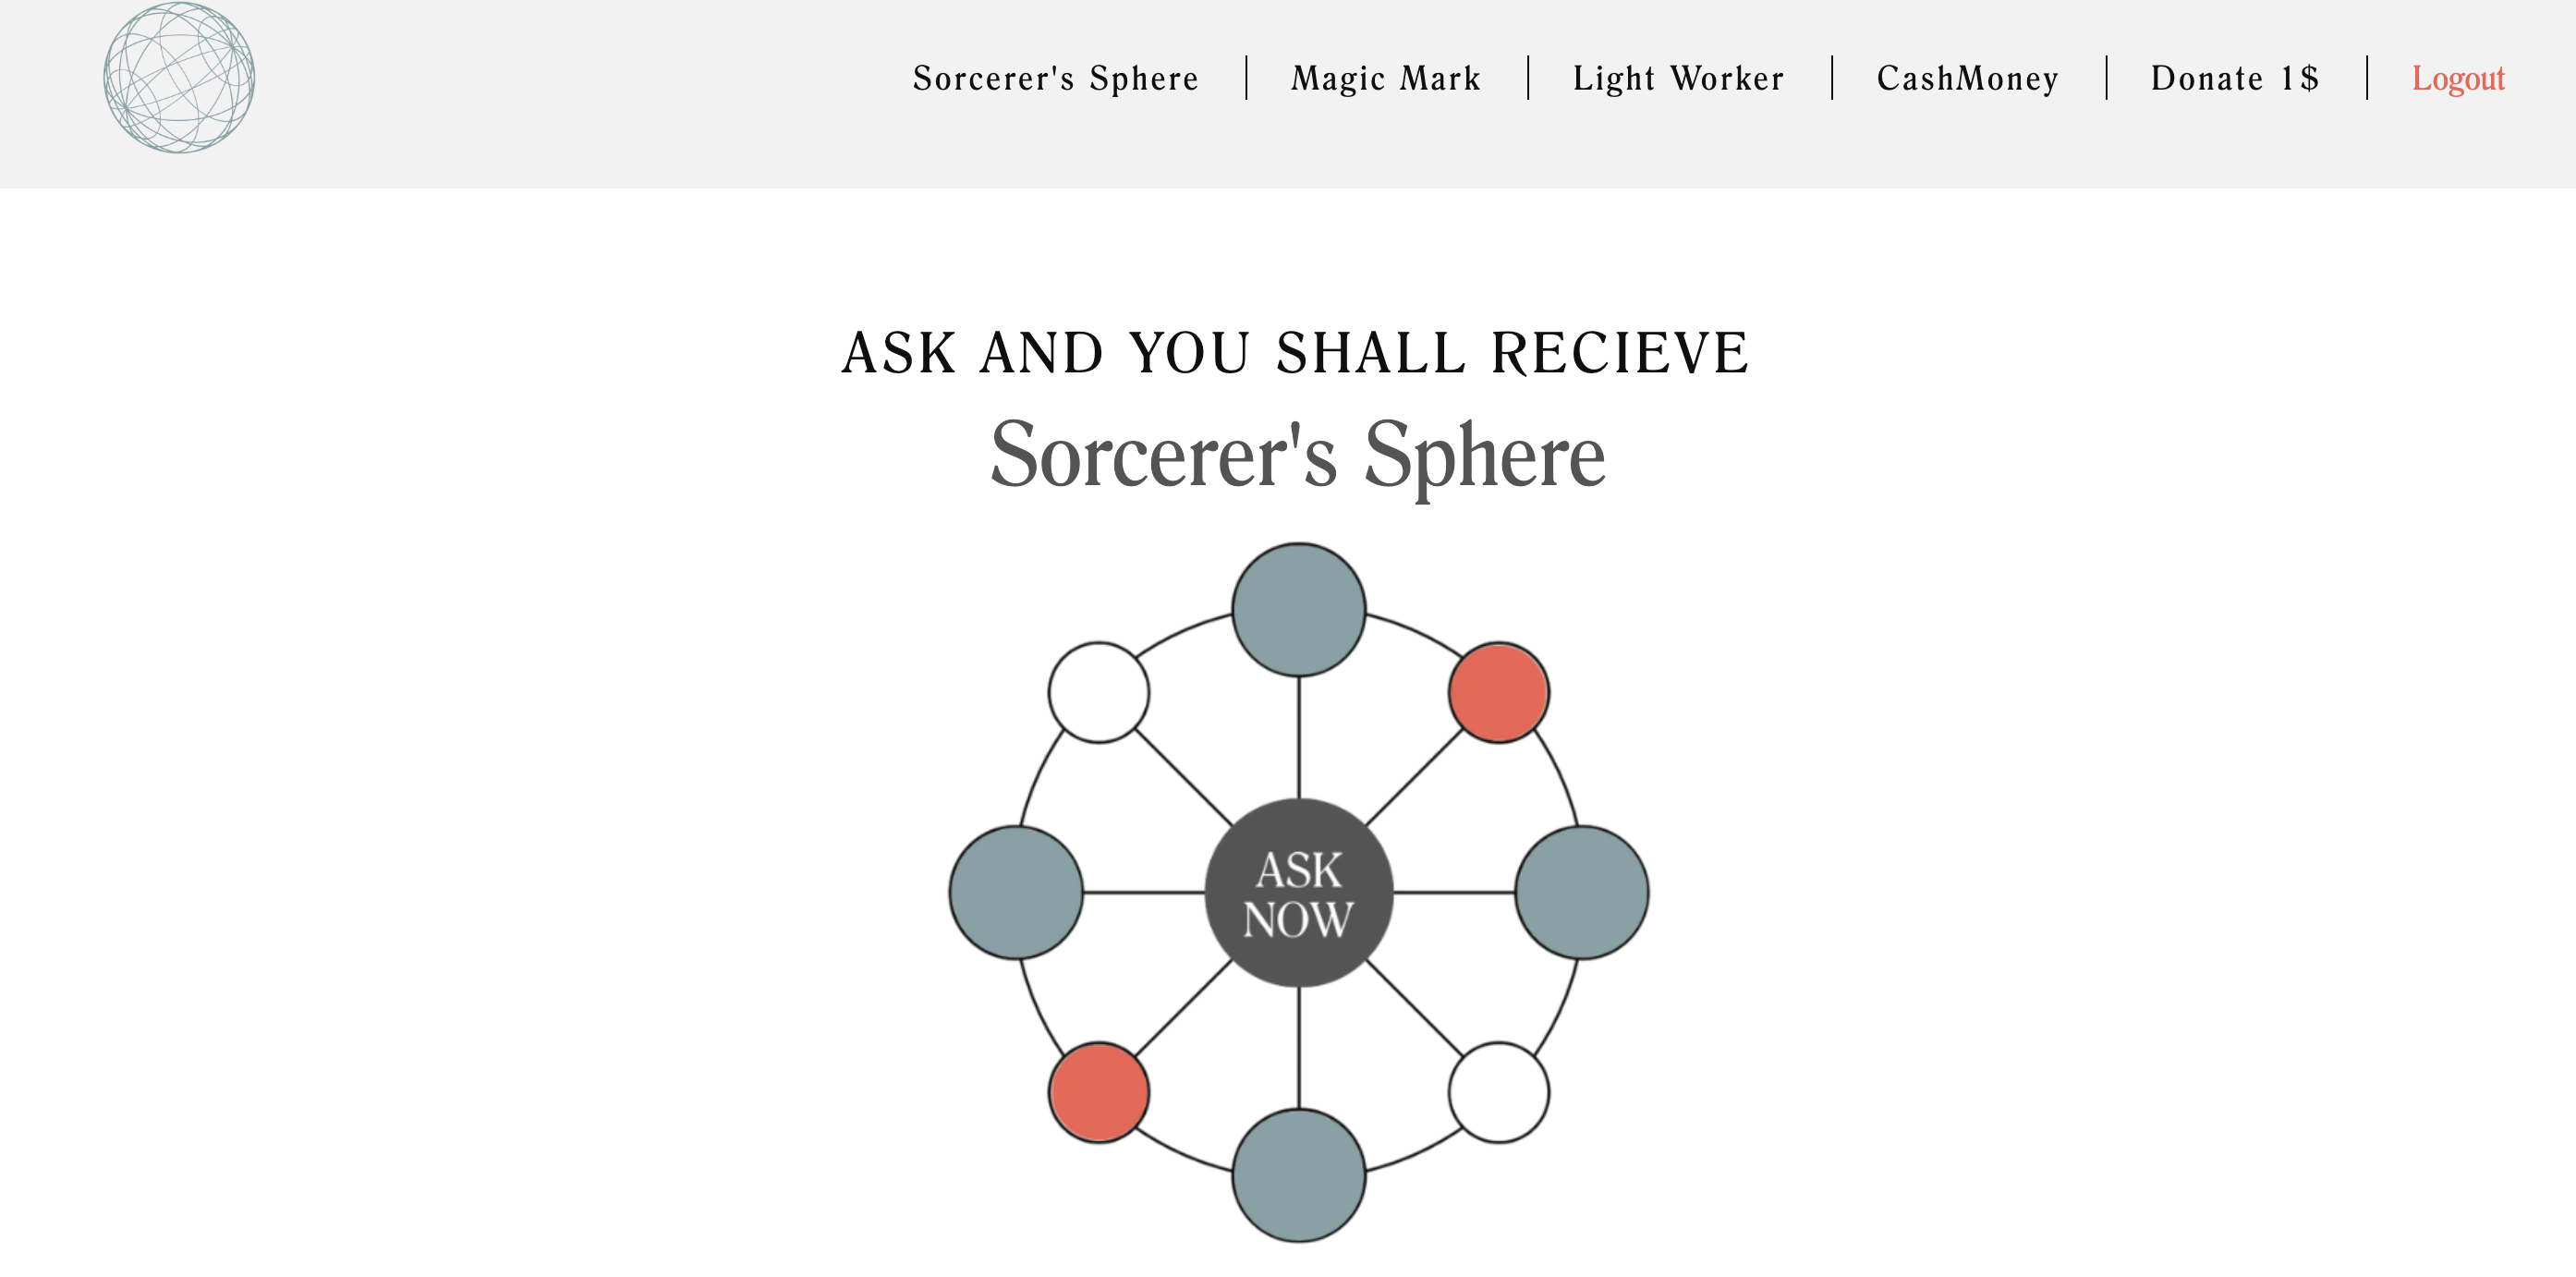 Sorcerer's Sphere
Magic Mark
Light Worker
CashMoney
Donate 1$
Logout
ASK AND YOU SHALL RECIEVE
Sorcerer's Sphere
ASK
NOW